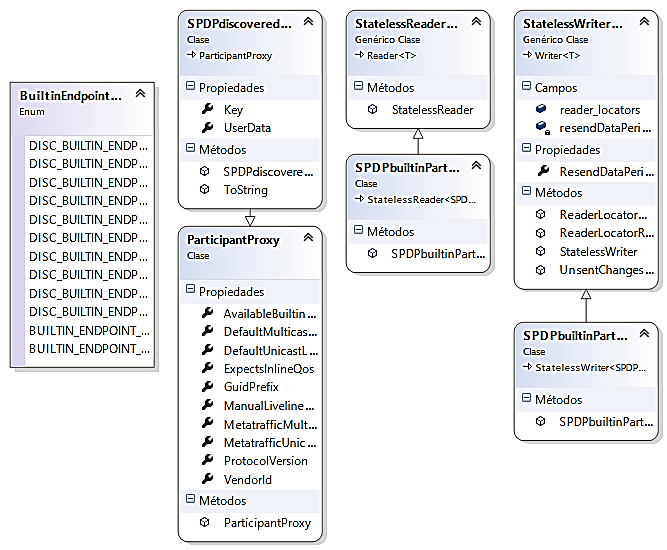 BuiltinEndpoint...
Enum
DISC_BUILTIN_ENDP...
DISC_BUILTIN_ENDP...
DISC_BUILTIN_ENDP...
DISC_BUILTIN_ENDP...
DISC_BUILTIN_ENDP...
DISC_BUILTIN_ENDP...
DISC_BUILTIN_ENDP...
DISC_BUILTIN_ENDP...
DISC_BUILTIN_ENDP...
DISC_BUILTIN_ENDP...
BUILTIN_ENDPOINT_...
BUILTIN_ENDPOINT_...
SPDPdiscovered...
Clase
ParticipantProxy
Propiedades
Key
UserData
Métodos
SPDPdiscovere...
ToString
ParticipantProxy
Clase
Propiedades
AvailableBuiltin...
DefaultMulticas...
DefaultUnicastL...
ExpectsInlineQos
GuidPrefix
ManualLiveline...
MetatrafficMult...
MetatrafficUnic...
ProtocolVersion
VendorId
Métodos
ParticipantProxy
StatelessReader...
Genérico Clase
Reader<T>
Métodos
StatelessReader
SPDPbuiltinPart...
Clase
StatelessReader<SPD...
Métodos
SPDPbuiltinPart...
StatelessWriter...
Genérico Clase
Writer<T>
Campos
reader_locators
resendDataPeri...
Propiedades
ResendDataPeri...
Métodos
ReaderLocator...
ReaderLocatorR...
StatelessWriter
UnsentChanges...
SPDPbuiltinPart...
Clase
StatelessWriter<SPDP...
Métodos
SPDPbuiltinPart...